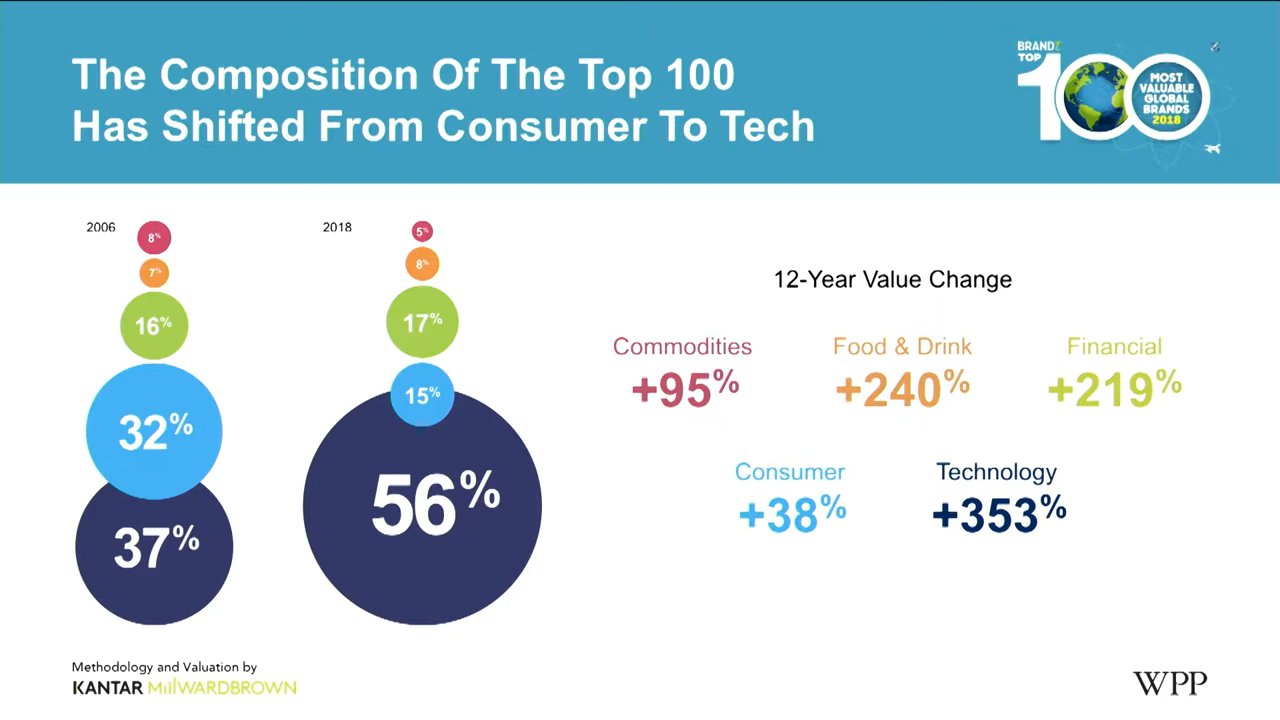 The Composition Of The Top 100
Has Shifted From Consumer To Tech
BRANDZ
TOP
100
MOST
VALUABLE
GLOBAL
BRANDS
2018
2006
8%
7%
16%
32%
37%
2018
5%
8%
17%
15%
56%
12-Year Value Change
Commodities Food & Drink Financial
+95% +240% +219%
Consumer Technology
+38% +353%
Methodology and Valuation by
KANTAR MillWARDBROWN
WPP